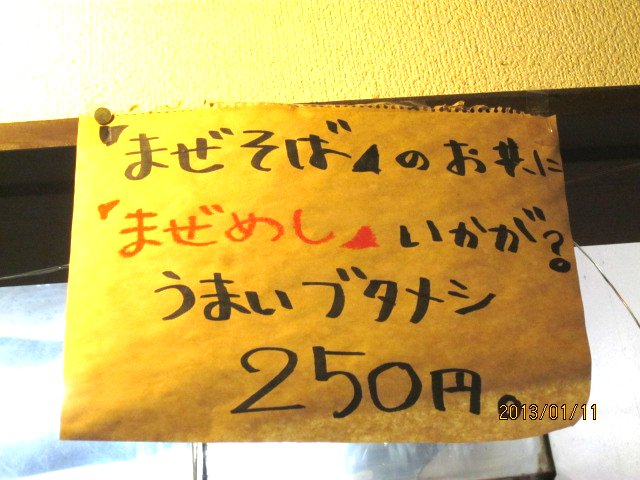 『まぜそば』のお共に
『まぜめし』いかが?
うまいブタメシ
250円。
2013/01/11